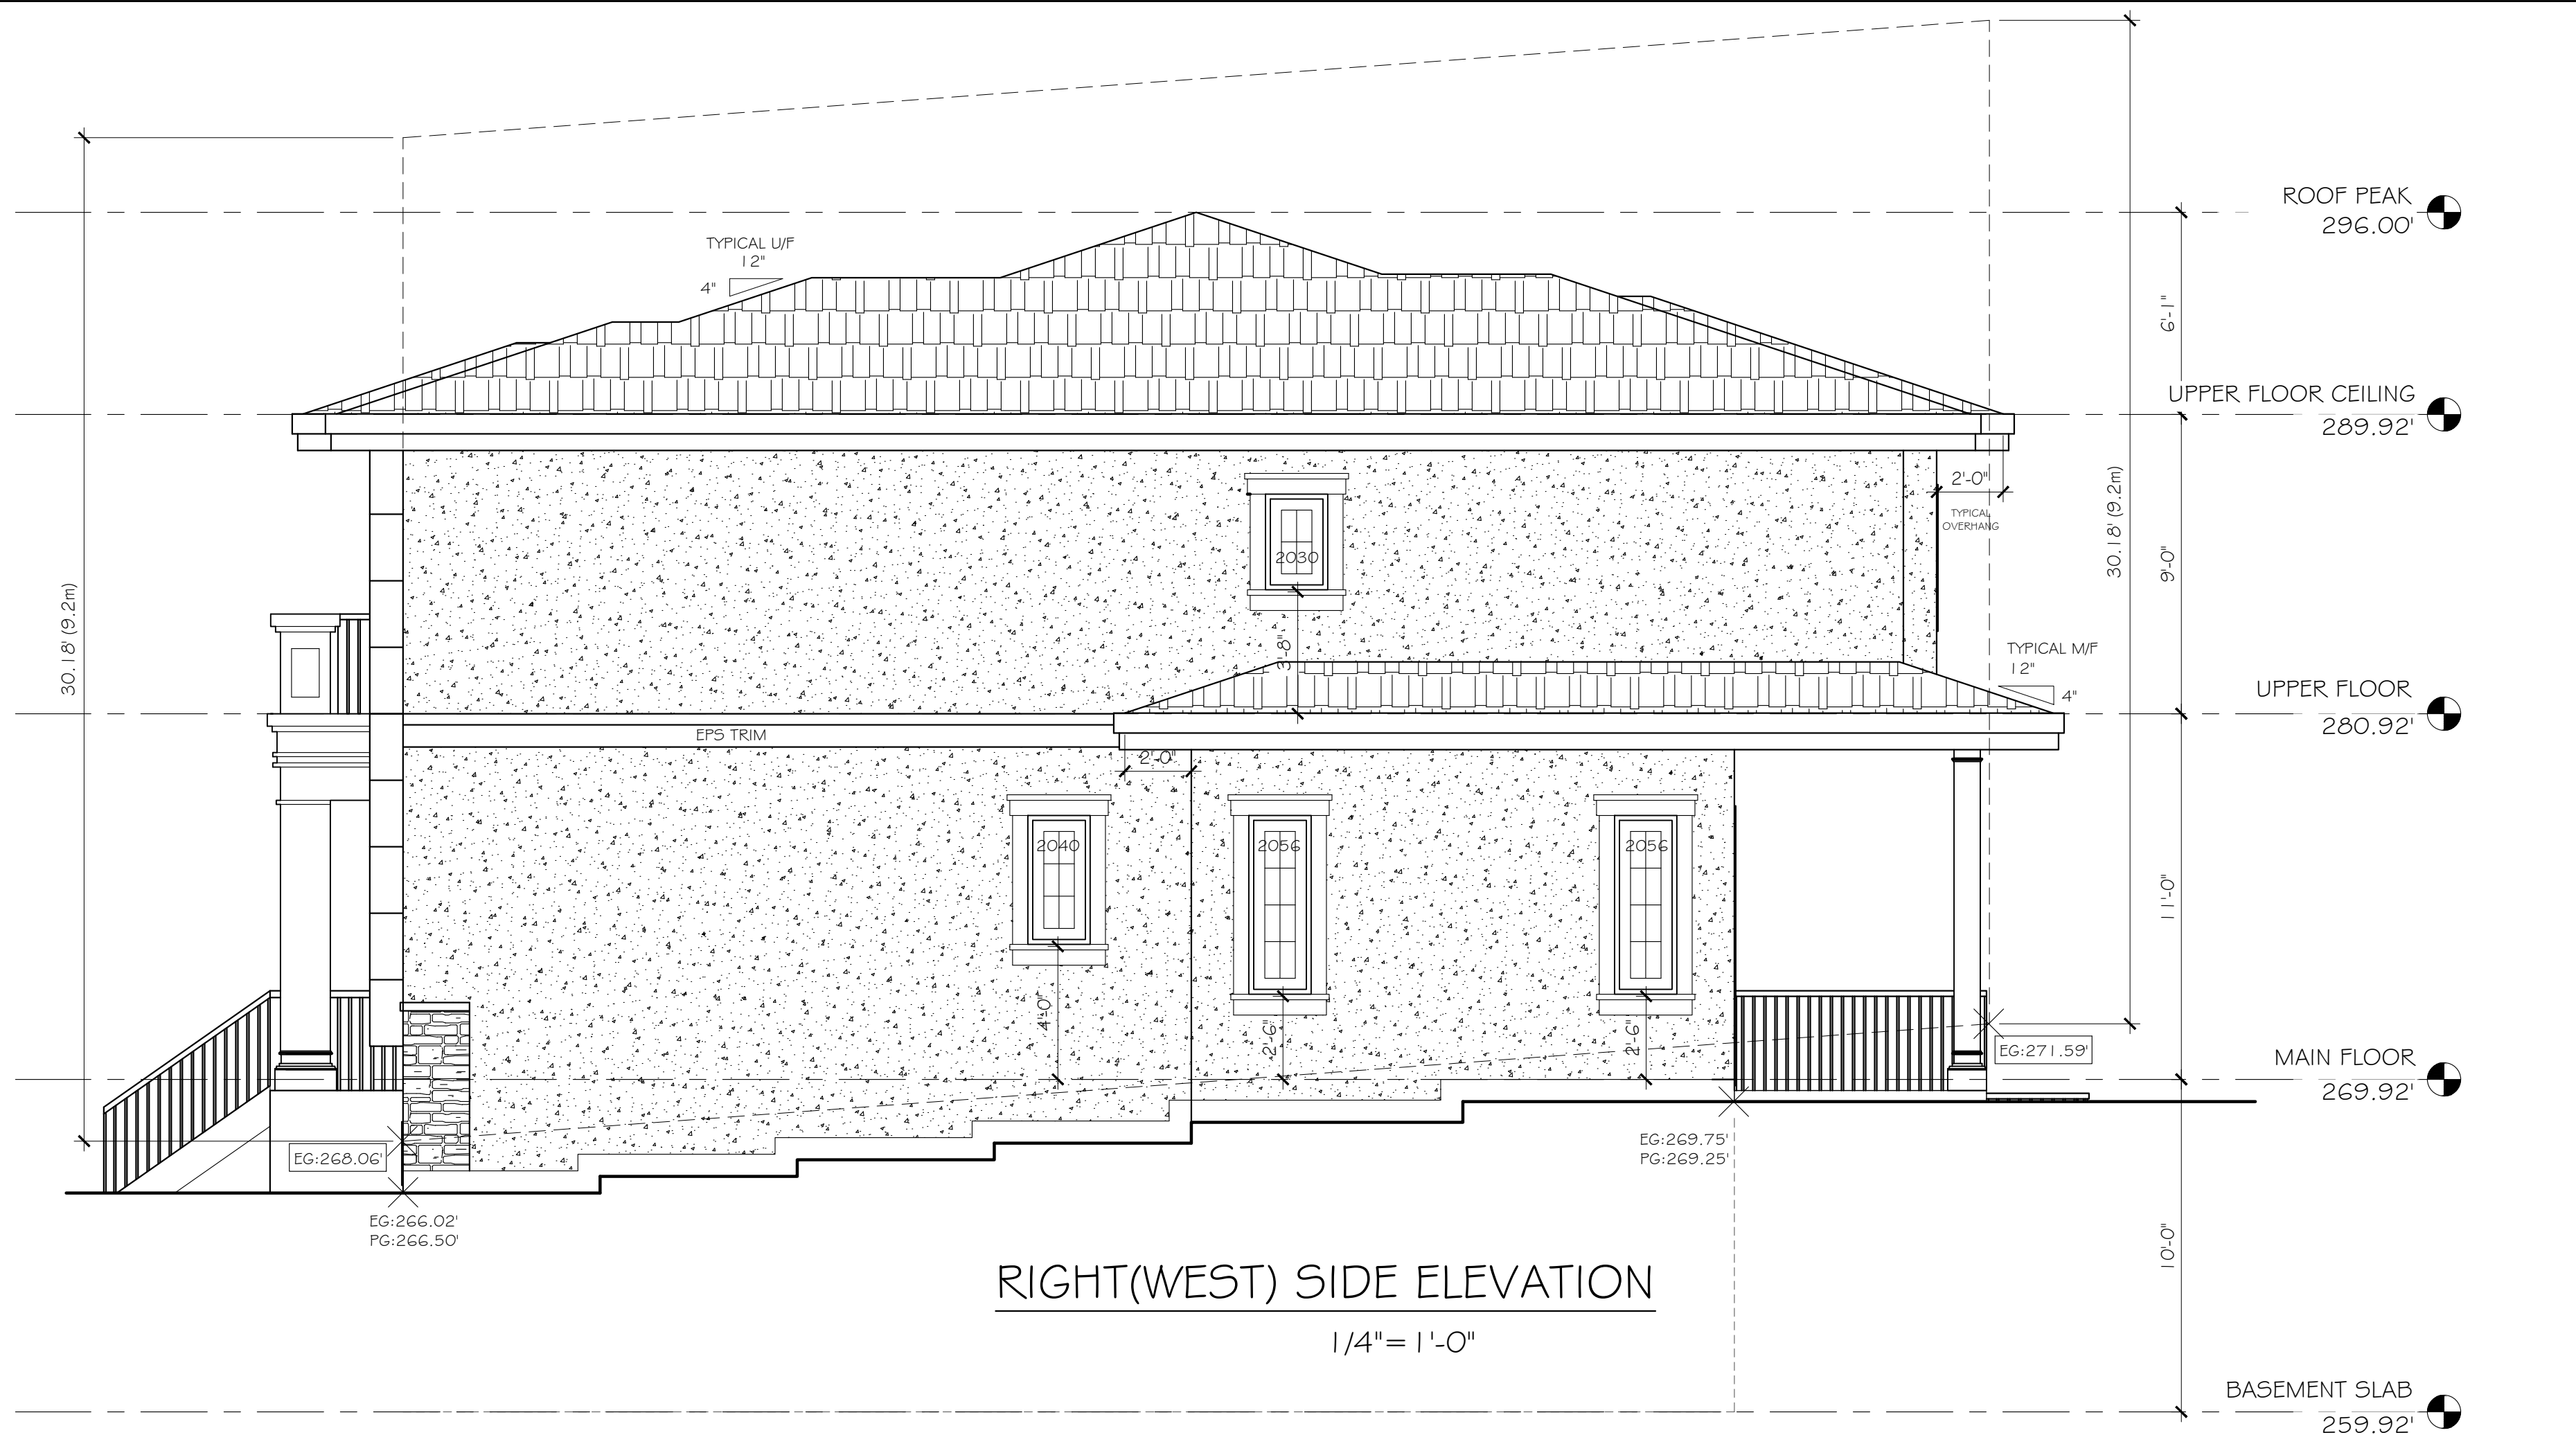 ROOF PEAK
296.00'
TYPICAL U/F
12"
4"
6'-1"
UPPER FLOOR CEILING
289.92'
2'-0"
TYPICAL
OVERHANG
30.18' (9.2m)
9'-0"
2030
30.18' (9.2m)
3'-8"
TYPICAL M/F
12"
4"
UPPER FLOOR
280.92'
EPS TRIM
2'-0"
2040
2056
2056
11'-0"
4'-0"
2'-6"
2'-6"
EG:271.59'
MAIN FLOOR
269.92'
EG:268.06'
EG:269.75'
PG:269.25'
EG:266.02'
PG:266.50'
10'-0"
RIGHT(WEST) SIDE ELEVATION
1/4"= 1'-0"
BASEMENT SLAB
259.92'